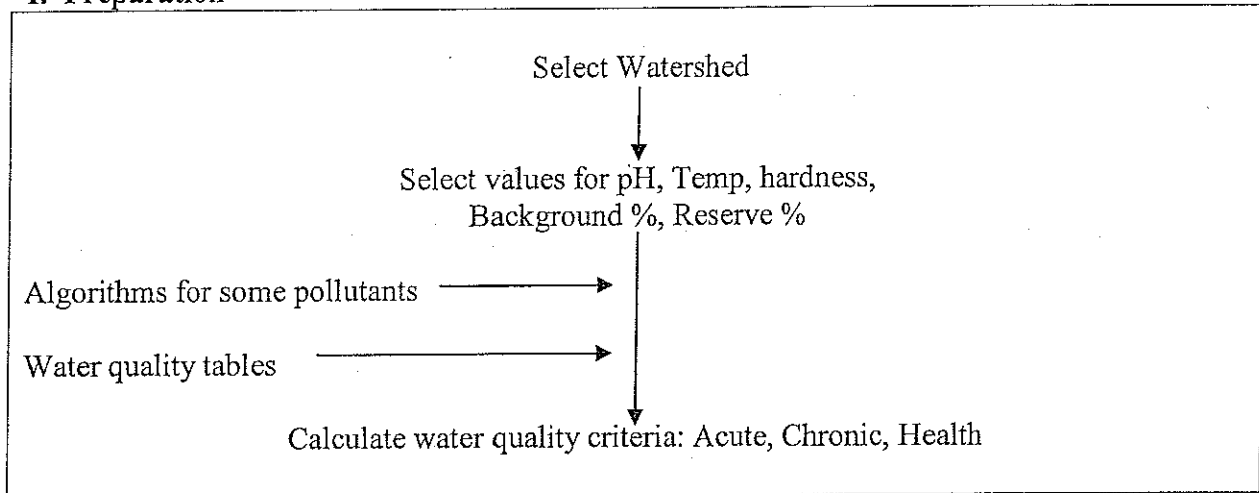 I. Preparation
Select Watershed
Select values for pH, Temp, hardness,
Background %, Reserve %
Algorithms for some pollutants
Water quality tables
Calculate water quality criteria: Acute, Chronic, Health